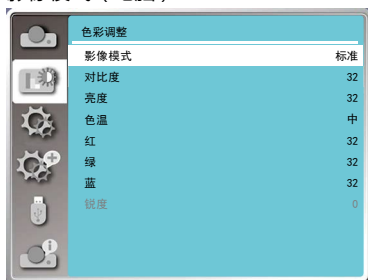 色彩调整
影像模式 标准
对比度 32
亮度 32
色温 中
红 32
绿 32
蓝 32
锐度 0